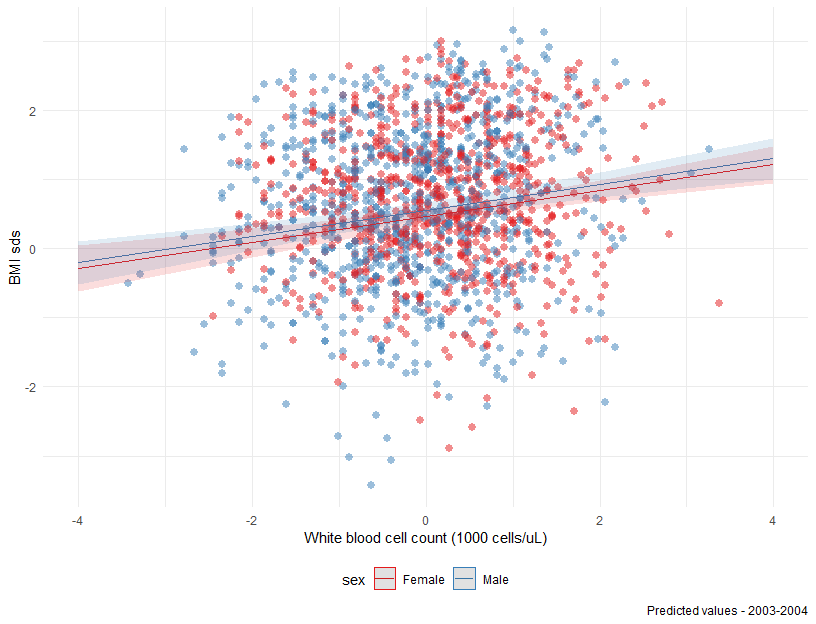 BMI sds
2
0
-2
-4 -2 0 2 4
White blood cell count (1000 cells/uL)
sex Female Male
Predicted values - 2003-2004